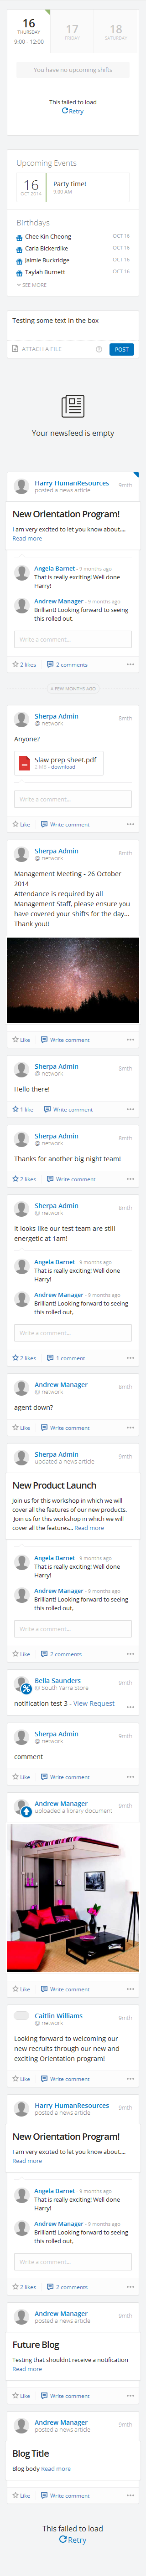 16
THURSDAY
9:00 - 12:00
17
FRIDAY
18
SATURDAY
You have no upcoming shifts
This failed to load
Retry
Upcoming Events
16
OCT 2014
Party time!
9:00 AM
Birthdays
Chee Kin Cheong OCT 16
Carla Bickerdike OCT 16
Jaimie Buckridge OCT 16
Taylah Burnett OCT 16
SEE MORE
Testing some text in the box
ATTACH A FILE
POST
Your newsfeed is empty
Harry HumanResources 9mth
posted a news article
New Orientation Program!
I am very excited to let you know about....
Read more
Angela Barnet - 9 months ago
That is really exciting! Well done
Harry!
Andrew Manager - 9 months ago
Brilliant! Looking forward to seeing
this rolled out.
Write a comment...
2 likes 2 comments
A FEW MONTHS AGO
Sherpa Admin 9mth
@ network
Anyone?
Slaw prep sheet.pdf
2 MB - download
Write a comment...
Like Write comment
Sherpa Admin 9mth
@ network
Management Meeting - 26 October
2014
Attendance is required by all
Management Staff, please ensure you
have covered your shifts for the day...
Thank you!!
Like Write comment
Sherpa Admin 9mth
@ network
Hello there!
1 like Write comment
Sherpa Admin 9mth
@ network
Thanks for another big night team!
2 likes Write comment
Sherpa Admin 9mth
@ network
It looks like our test team are still
energetic at 1am!
Angela Barnet - 9 months ago
That is really exciting! Well done
Harry!
Andrew Manager - 9 months ago
Brilliant! Looking forward to seeing
this rolled out.
Write a comment...
2 likes 1 comment
Andrew Manager 9mth
@ network
agent down?
Like Write comment
Sherpa Admin 9mth
updated a news article
New Product Launch
Join us for this workshop in which we will
cover all the features of our new products.
Join us for this workshop in which we will
cover all the features... Read more
Angela Barnet - 9 months ago
That is really exciting! Well done
Harry!
Andrew Manager - 9 months ago
Brilliant! Looking forward to seeing
this rolled out.
Write a comment...
Like 2 comments
Bella Saunders 9mth
@ South Yarra Store
notification test 3 - View Request
Sherpa Admin 9mth
@ network
comment
Like Write comment
Andrew Manager 9mth
uploaded a library document
Like Write comment
Caitlin Williams 9mth
@ network
Looking forward to welcoming our
new recruits through our new and
exciting Orientation program!
Like Write comment
Harry HumanResources 9mth
posted a news article
New Orientation Program!
I am very excited to let you know about....
Read more
Angela Barnet - 9 months ago
That is really exciting! Well done
Harry!
Andrew Manager - 9 months ago
Brilliant! Looking forward to seeing
this rolled out.
Write a comment...
2 likes 2 comments
Andrew Manager 9mth
posted a news article
Future Blog
Testing that shouldnt receive a notification
Read more
Like Write comment
Andrew Manager 9mth
posted a news article
Blog Title
Blog body Read more
Like Write comment
This failed to load
Retry